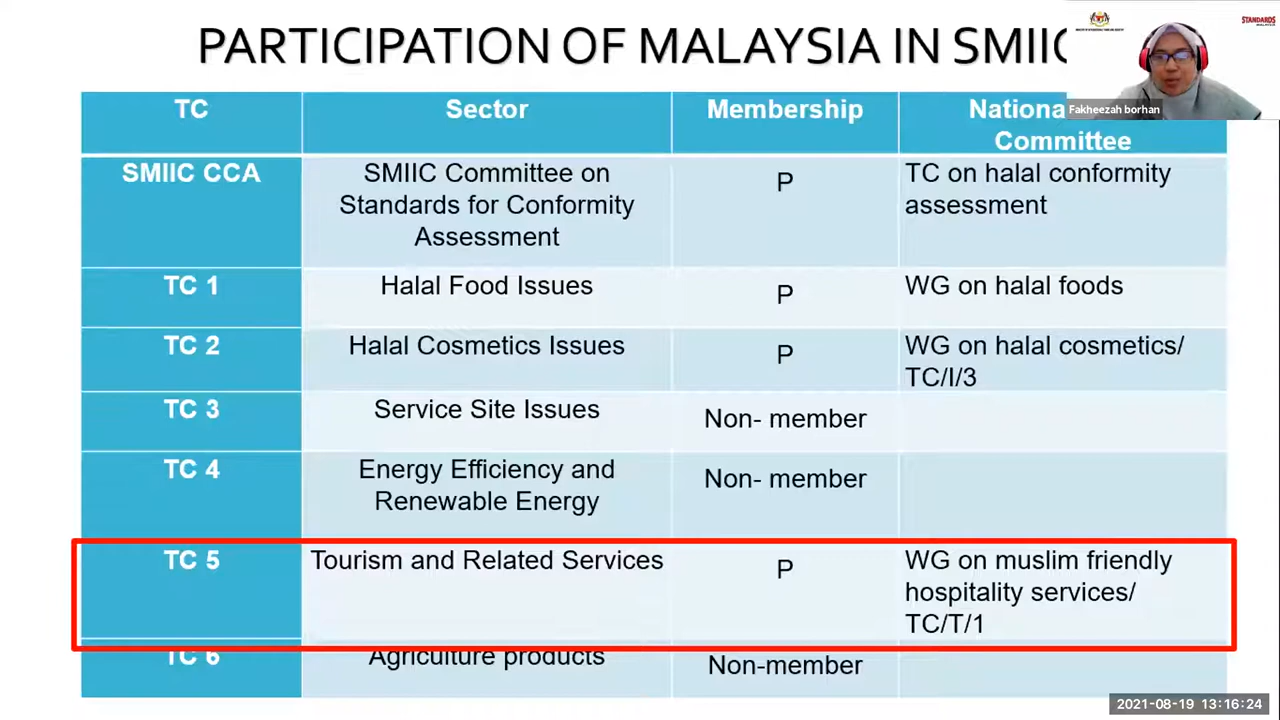 PARTICIPATION OF MALAYSIA IN SMIIC
STANDARDS
Fakheezah borhan
TC
Sector
Membership
National
Committee
SMIIC CCA
SMIIC Committee on
Standards for Conformity
Assessment
P
TC on halal conformity
assessment
TC 1
Halal Food Issues
P
WG on halal foods
TC 2
Halal Cosmetics Issues
P
WG on halal cosmetics/
TC/I/3
TC 3
Service Site Issues
Non- member
TC 4
Energy Efficiency and
Renewable Energy
Non- member
TC 5
Tourism and Related Services
P
WG on muslim friendly
hospitality services/
TC/T/1
TC 6
Agriculture products
Non-member
2021-08-19 13:16:24